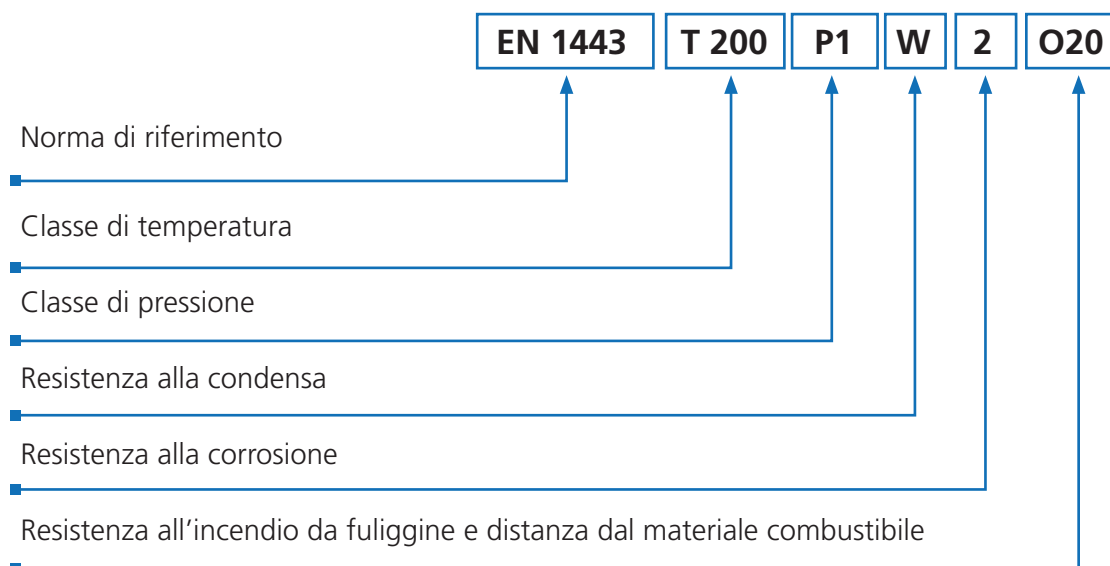 EN 1443 T 200 P1 W 2 O20
Norma di riferimento
Classe di temperatura
Classe di pressione
Resistenza alla condensa
Resistenza alla corrosione
Resistenza all’incendio da fuliggine e distanza dal materiale combustibile